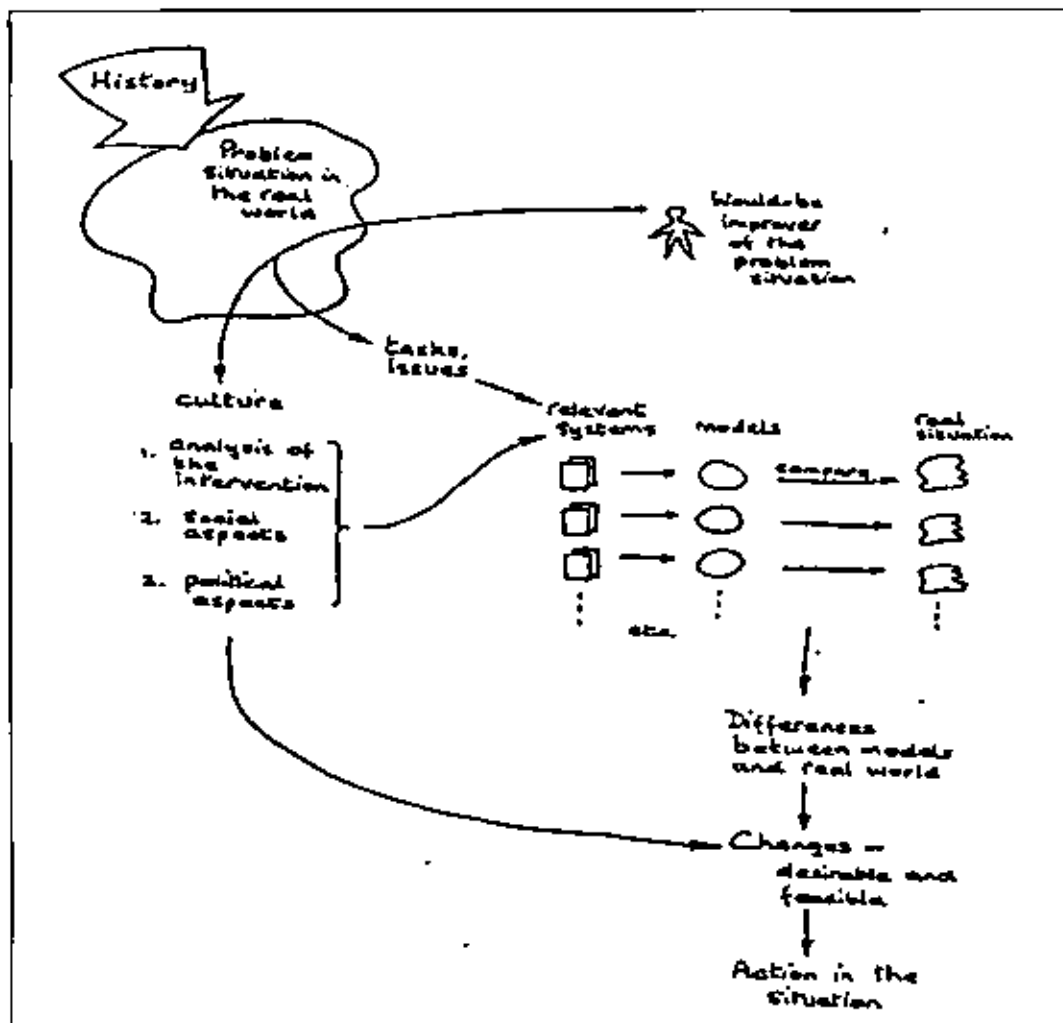 History
Problem
situation in
the real
world
Would be
improver
of the
problem
situation
tasks,
issues
culture
1. Analysis of
the
intervention
2. social
aspects
3. political
aspects
relevant
systems
models
real
situation
compare
etc.
Differences
between models
and real world
Changes –
desirable and
feasible
Action in the
situation